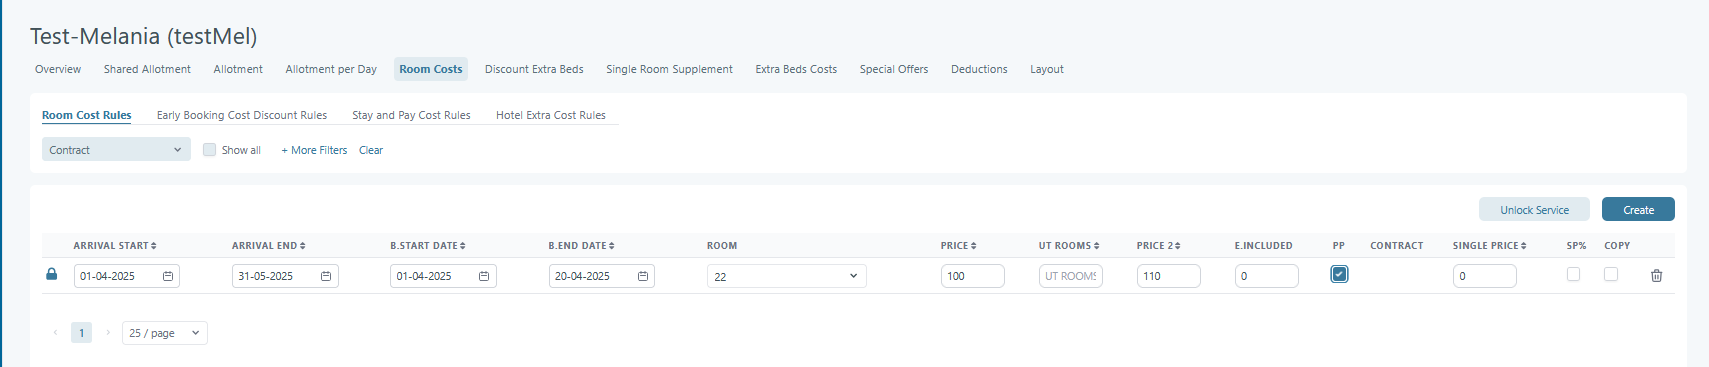 Test-Melania (testMel)
Overview Shared Allotment Allotment Allotment per Day Room Costs Discount Extra Beds Single Room Supplement Extra Beds Costs Special Offers Deductions Layout
Room Cost Rules Early Booking Cost Discount Rules Stay and Pay Cost Rules Hotel Extra Cost Rules
Contract Show all + More Filters Clear
Unlock Service Create
ARRIVAL START ARRIVAL END B.START DATE B.END DATE ROOM PRICE UT ROOMS PRICE 2 E.INCLUDED PP CONTRACT SINGLE PRICE SP% COPY
01-04-2025 31-05-2025 01-04-2025 20-04-2025 22 100 UT ROOMS 110 0 0
1 25 / page